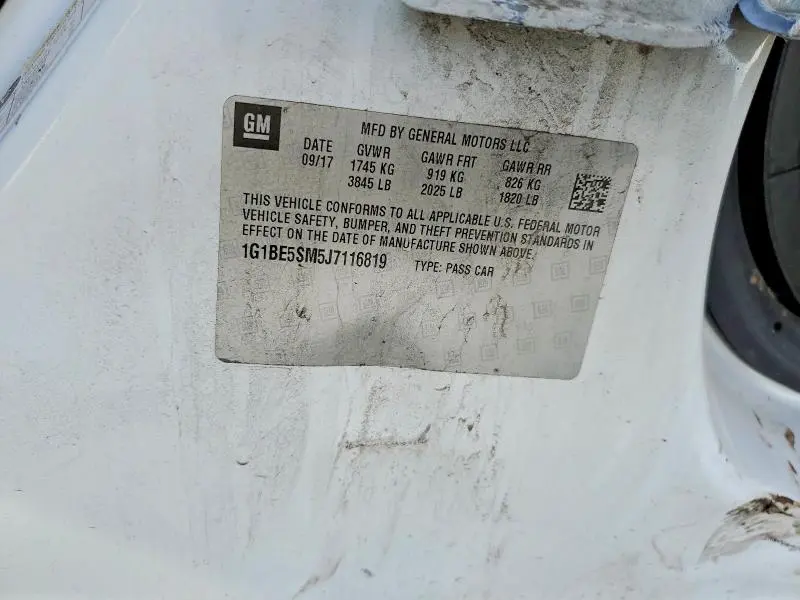 GM
MFD BY GENERAL MOTORS LLC
DATE GVWR GAWR FRT GAWR RR
09/17 1745 KG 919 KG 826 KG
3845 LB 2025 LB 1820 LB
THIS VEHICLE CONFORMS TO ALL APPLICABLE U.S. FEDERAL MOTOR
VEHICLE SAFETY, BUMPER, AND THEFT PREVENTION STANDARDS IN
EFFECT ON THE DATE OF MANUFACTURE SHOWN ABOVE.
1G1BE5SM5J7116819 TYPE: PASS CAR